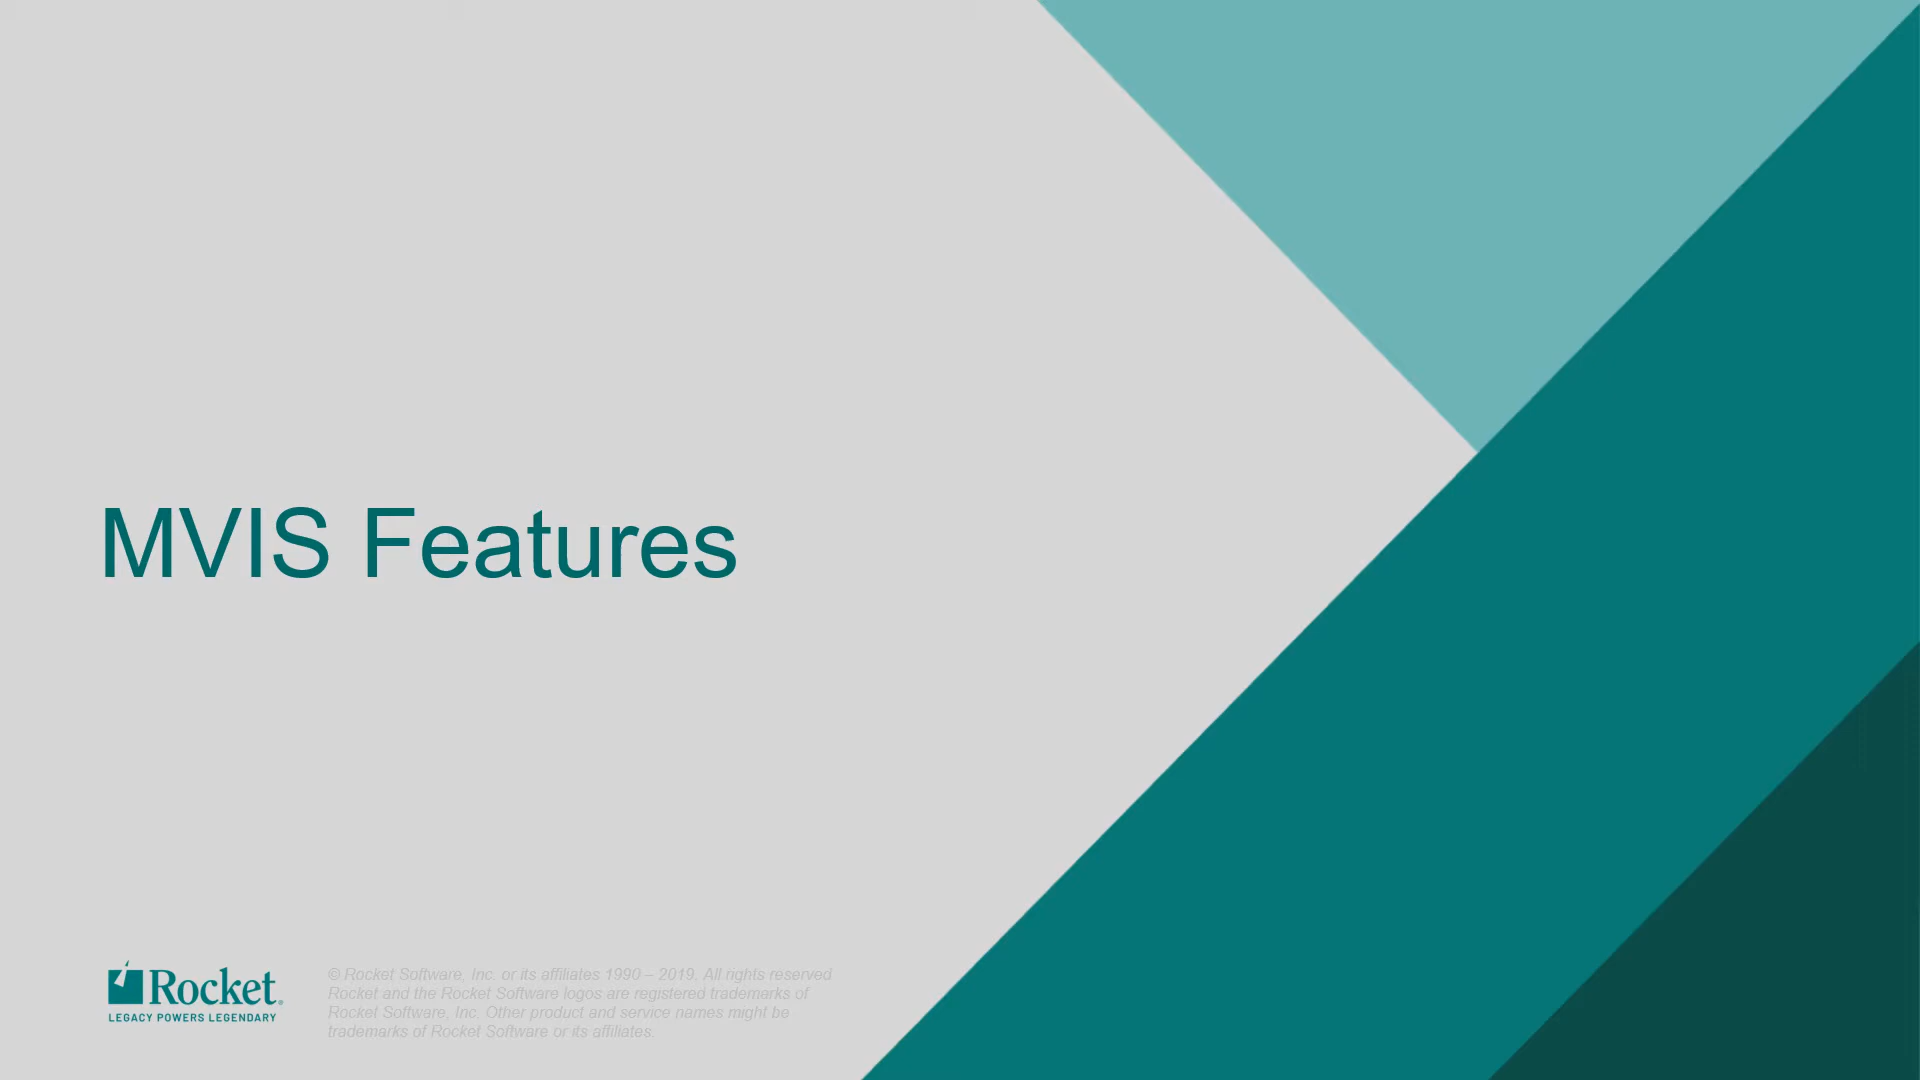 MVIS Features
Rocket®
LEGACY POWERS LEGENDARY
© Rocket Software, Inc. or its affiliates 1990 – 2019. All rights reserved
Rocket and the Rocket Software logos are registered trademarks of
Rocket Software, Inc. Other product and service names might be
trademarks of Rocket Software or its affiliates.